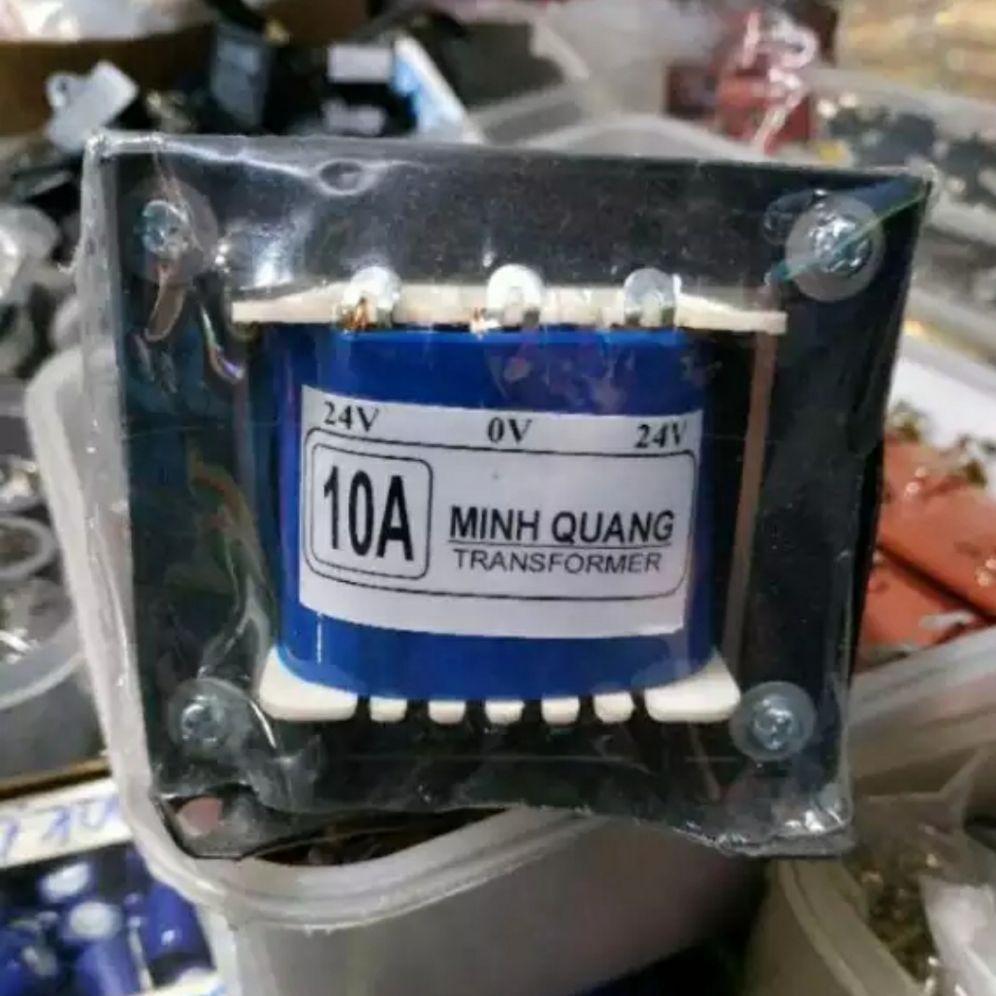 24V 0V 24V
10A
MINH QUANG
TRANSFORMER